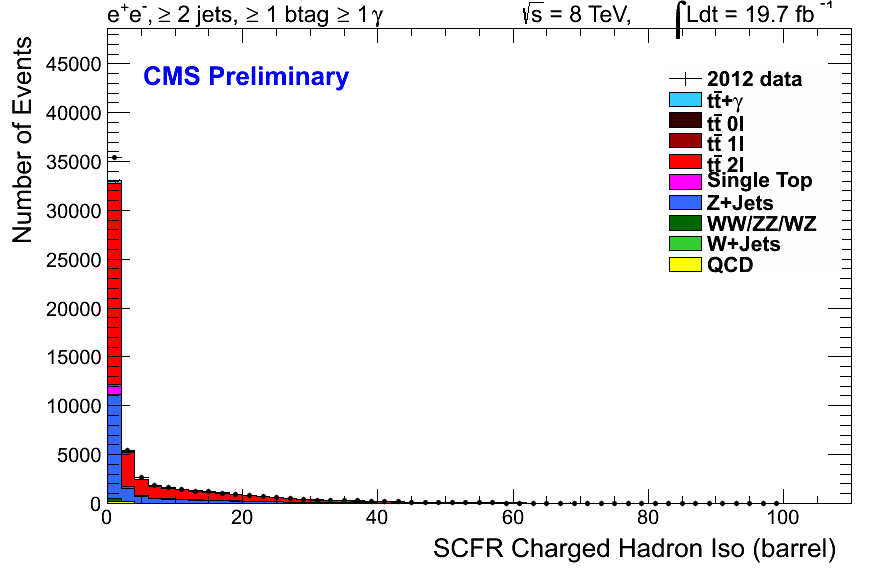 e⁺e⁻, ≥ 2 jets, ≥ 1 btag ≥ 1 γ √s = 8 TeV, ∫Ldt = 19.7 fb⁻¹
CMS Preliminary
2012 data
tt̄+γ
tt̄ 0l
tt̄ 1l
tt̄ 2l
Single Top
Z+Jets
WW/ZZ/WZ
W+Jets
QCD
Number of Events
45000
40000
35000
30000
25000
20000
15000
10000
5000
0
0 20 40 60 80 100
SCFR Charged Hadron Iso (barrel)